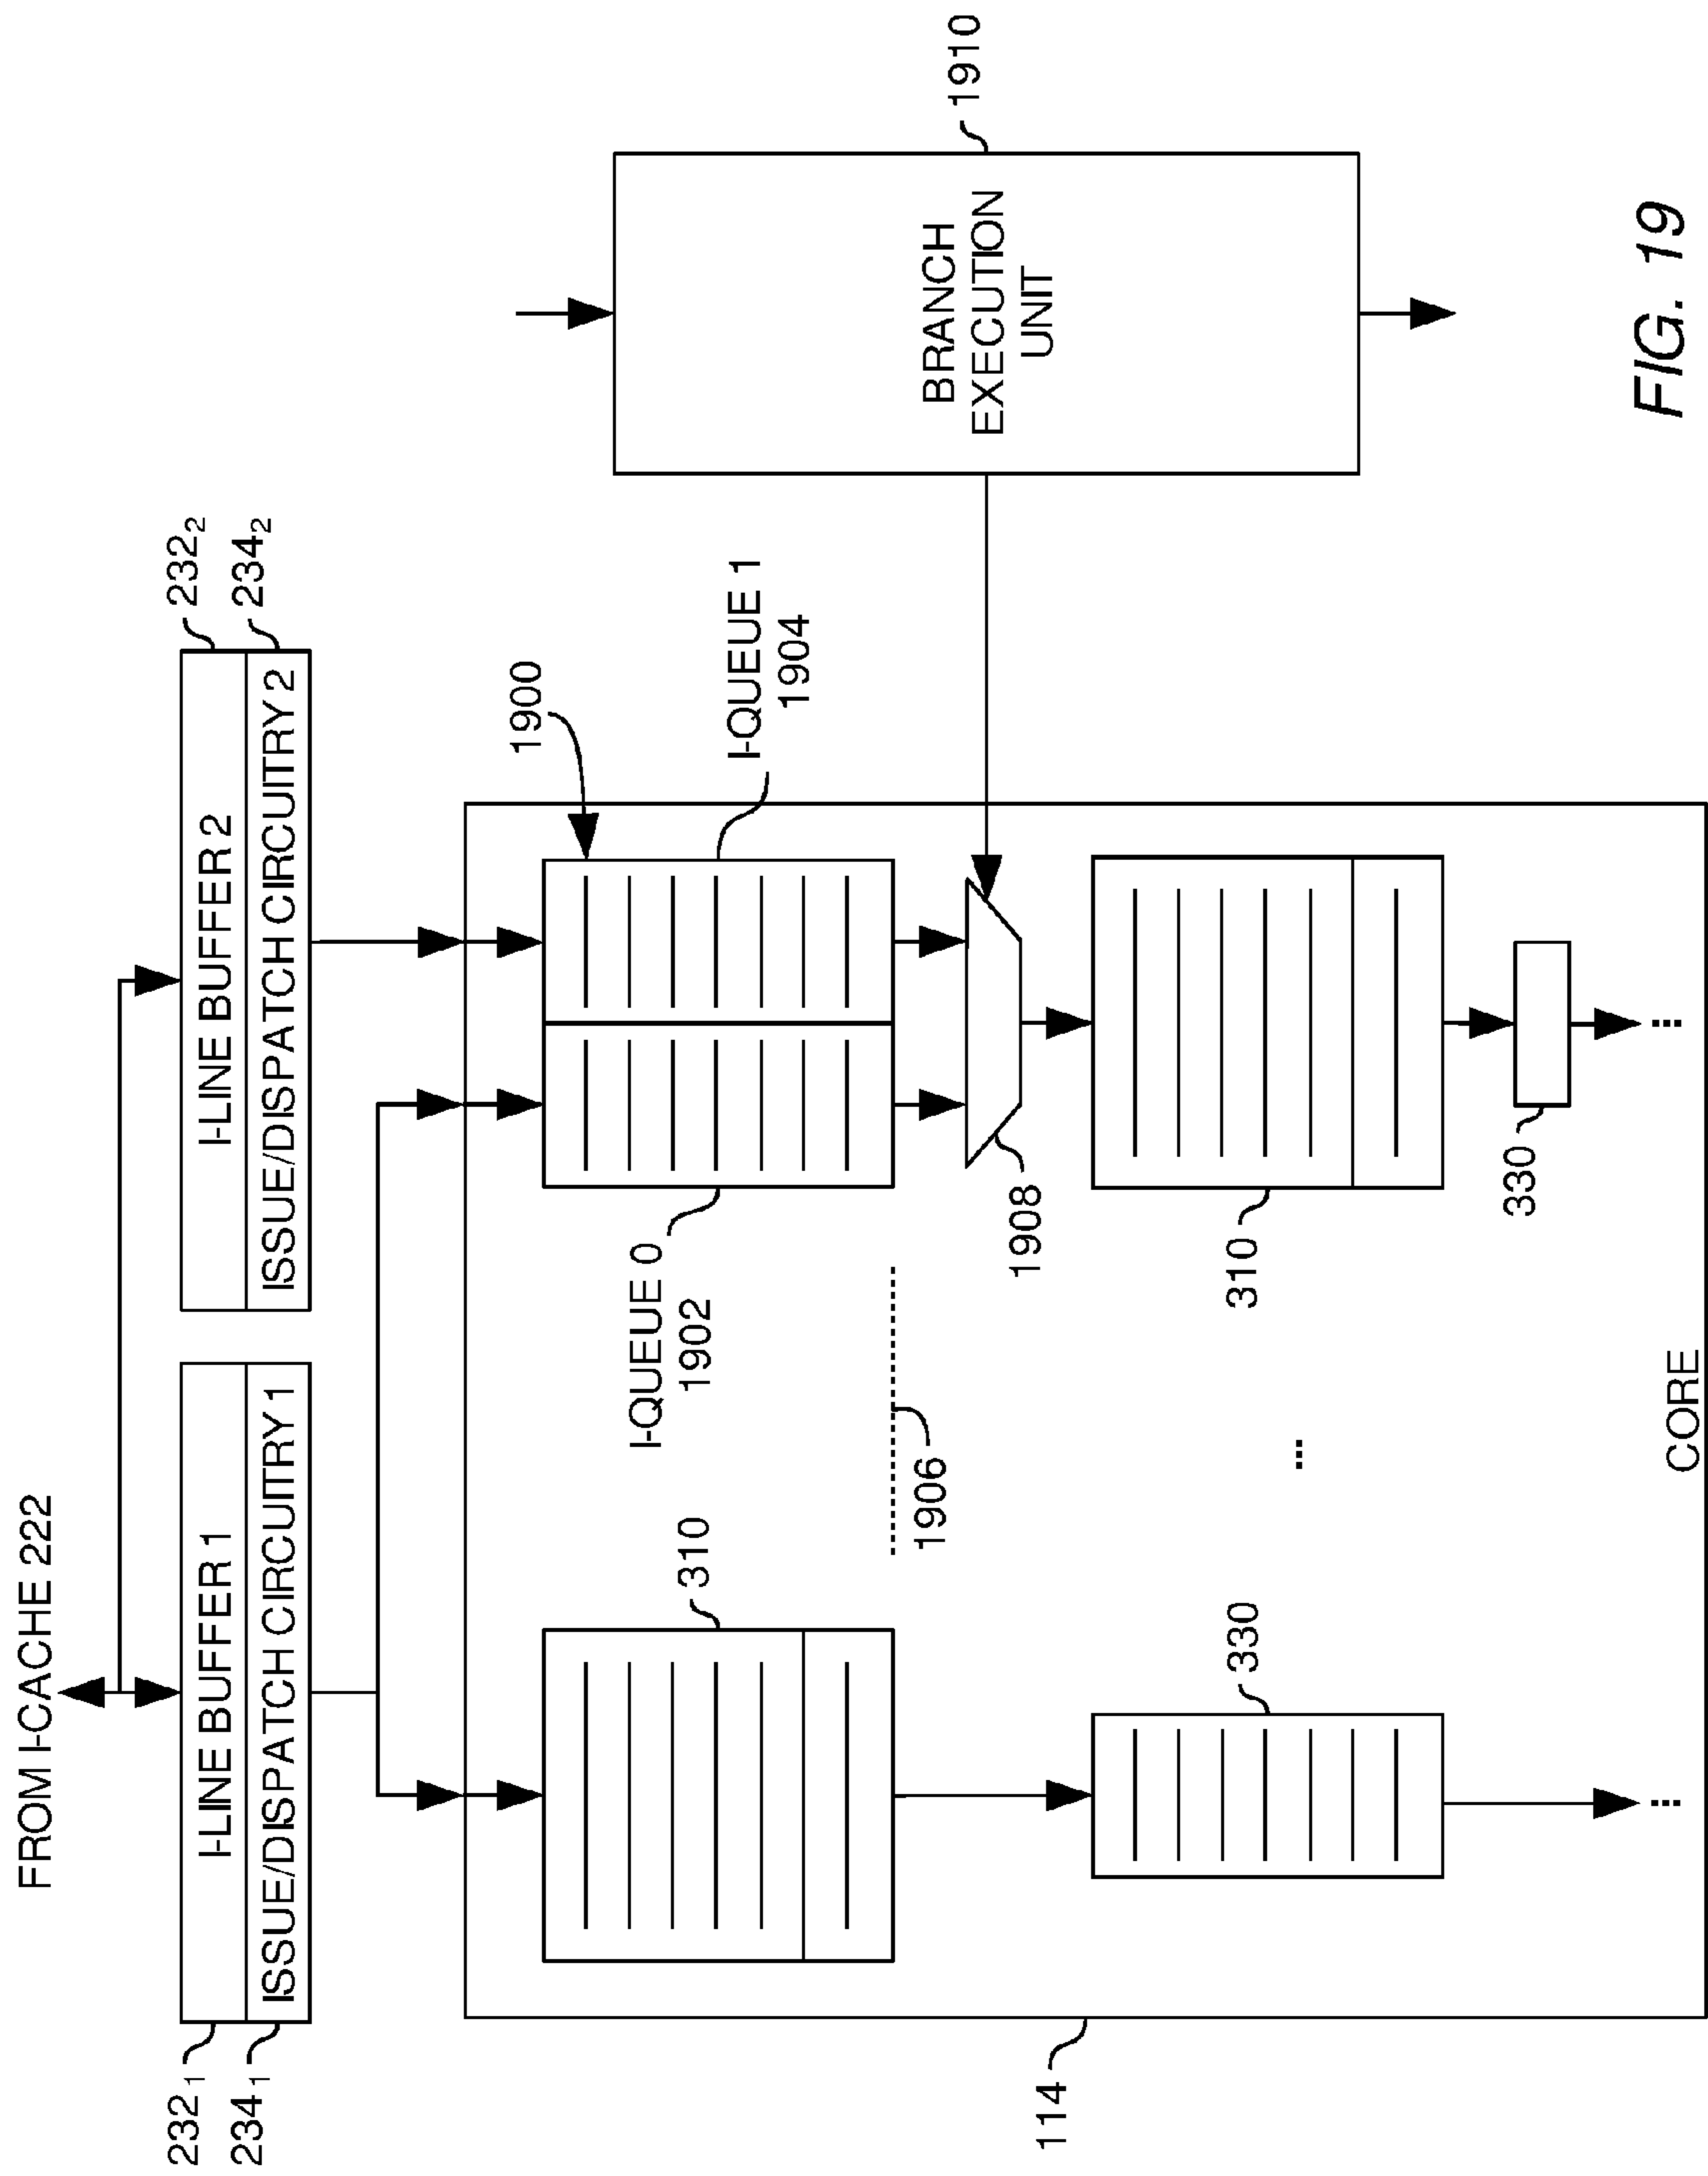 FROM I-CACHE 222
232₁
I-LINE BUFFER 1
I-LINE BUFFER 2
232₂
234₁
ISSUE/DISPATCH CIRCUITRY 1
ISSUE/DISPATCH CIRCUITRY 2
234₂
1900
310
I-QUEUE 0
1902
I-QUEUE 1
1904
1906
1908
BRANCH
EXECUTION
UNIT
1910
114
330
310
...
330
...
...
CORE
FIG. 19